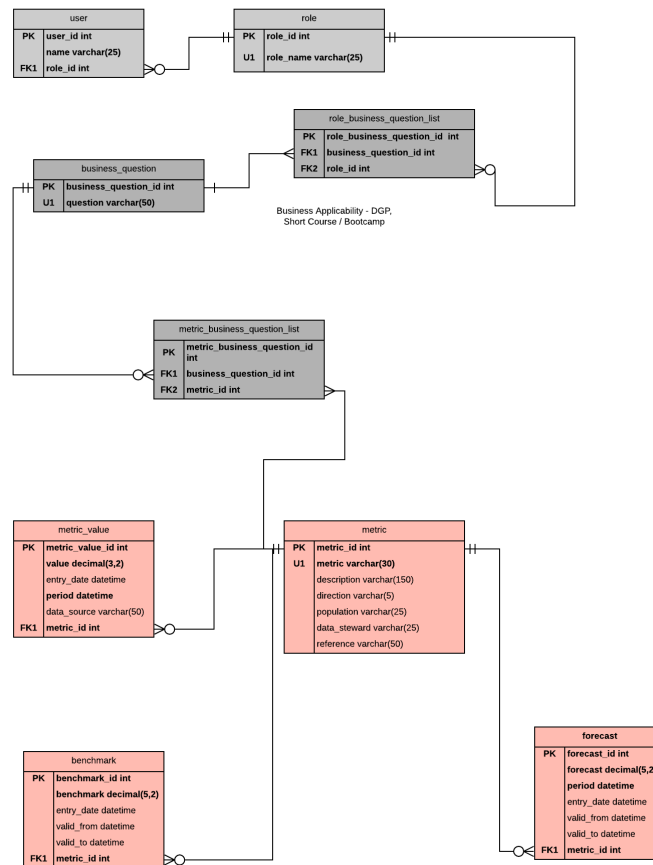 user
PK user_id int
name varchar(25)
FK1 role_id int
role
PK role_id int
U1 role_name varchar(25)
role_business_question_list
PK role_business_question_id int
FK1 business_question_id int
FK2 role_id int
business_question
PK business_question_id int
U1 question varchar(50)
Business Applicability - DGP,
Short Course / Bootcamp
metric_business_question_list
PK metric_business_question_id
int
FK1 business_question_id int
FK2 metric_id int
metric_value
PK metric_value_id int
value decimal(3,2)
entry_date datetime
period datetime
data_source varchar(50)
FK1 metric_id int
metric
PK metric_id int
U1 metric varchar(30)
description varchar(150)
direction varchar(5)
population varchar(25)
data_steward varchar(25)
reference varchar(50)
benchmark
PK benchmark_id int
benchmark decimal(5,2)
entry_date datetime
valid_from datetime
valid_to datetime
FK1 metric_id int
forecast
PK forecast_id int
forecast decimal(5,2
period datetime
entry_date datetime
valid_from datetime
valid_to datetime
FK1 metric_id int